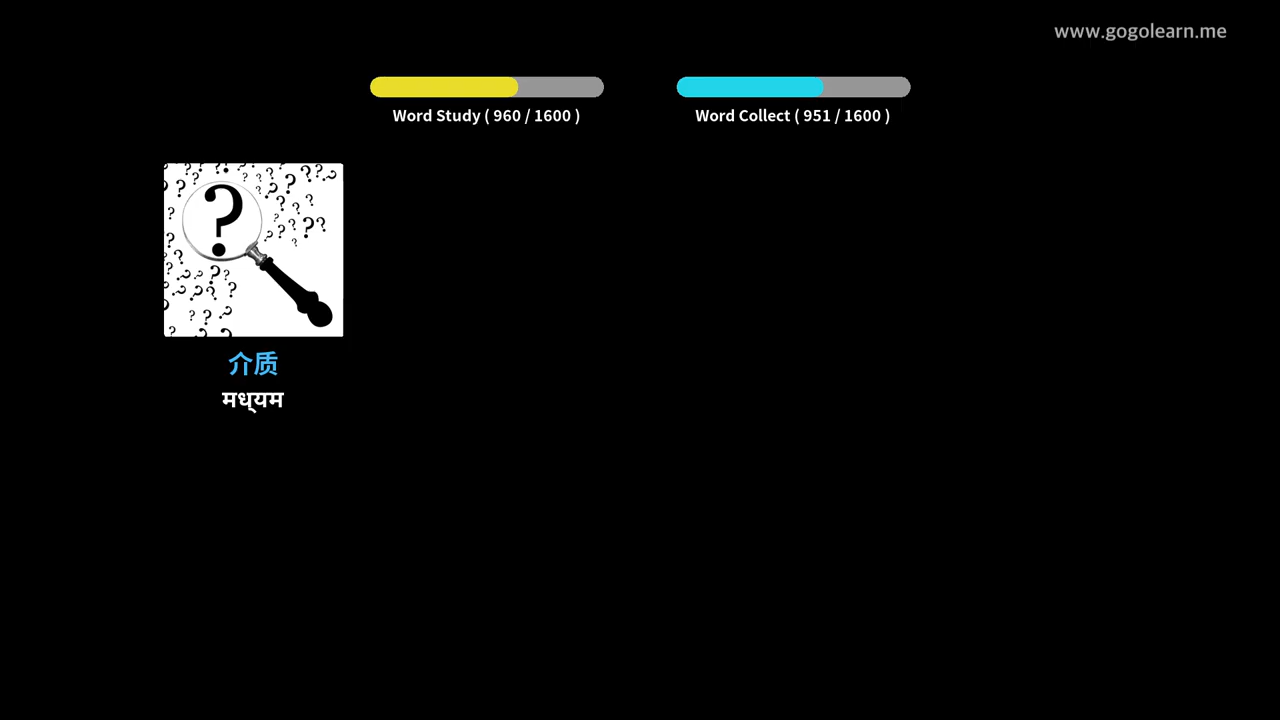 www.gogolearn.me
Word Study ( 960 / 1600 )
Word Collect ( 951 / 1600 )
介质
मध्‌यम